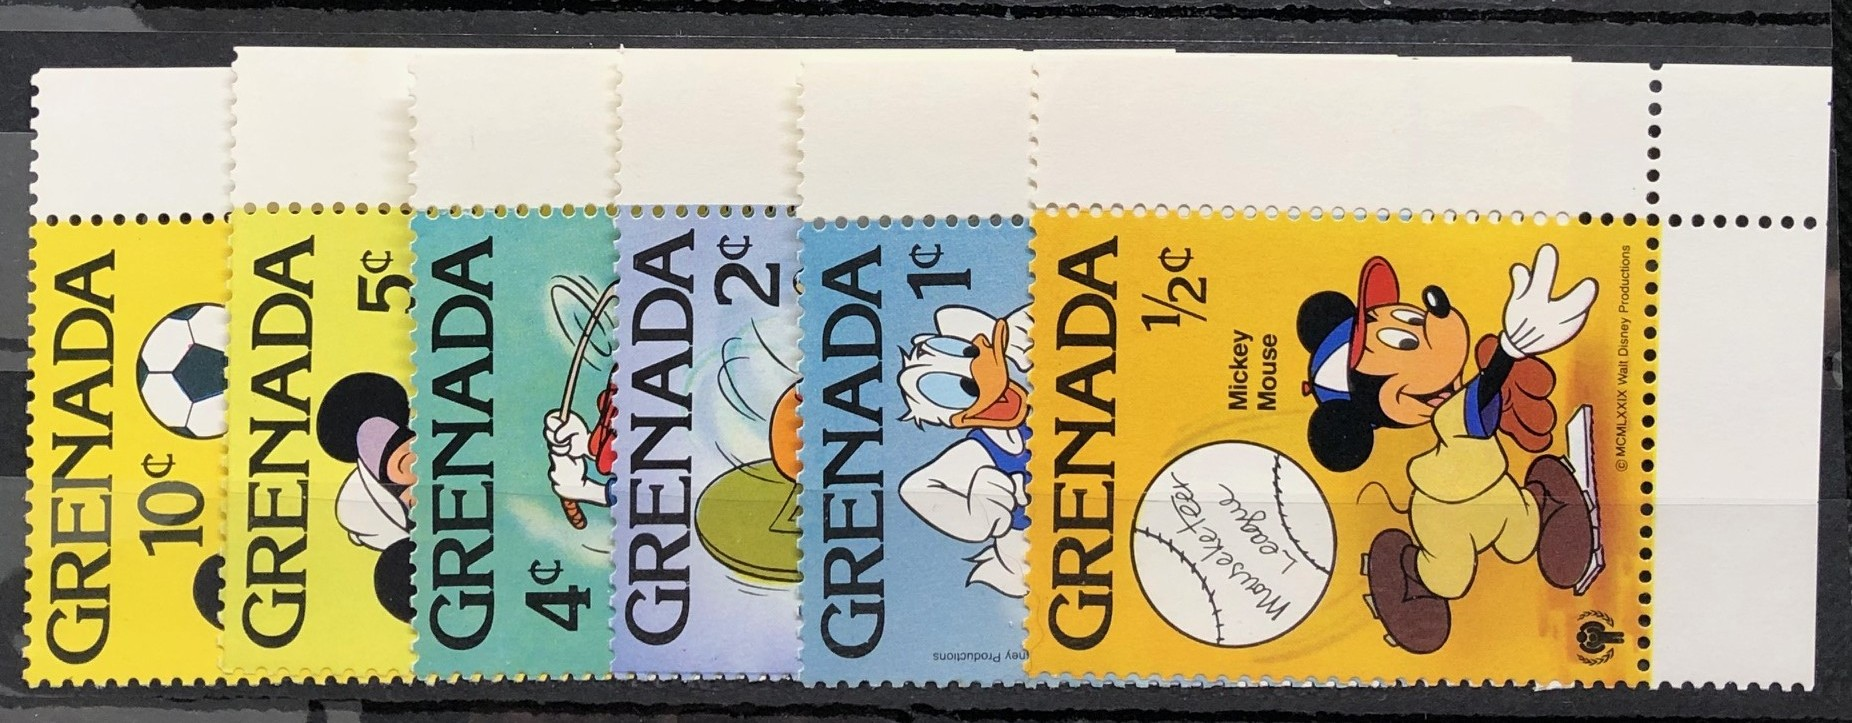 GRENADA
10¢
GRENADA
5¢
GRENADA
4¢
GRENADA
2¢
GRENADA
1¢
ney Productions
GRENADA
½¢
Mickey
Mouse
Mouseketeer
League
© MCMLXXIX Walt Disney Productions